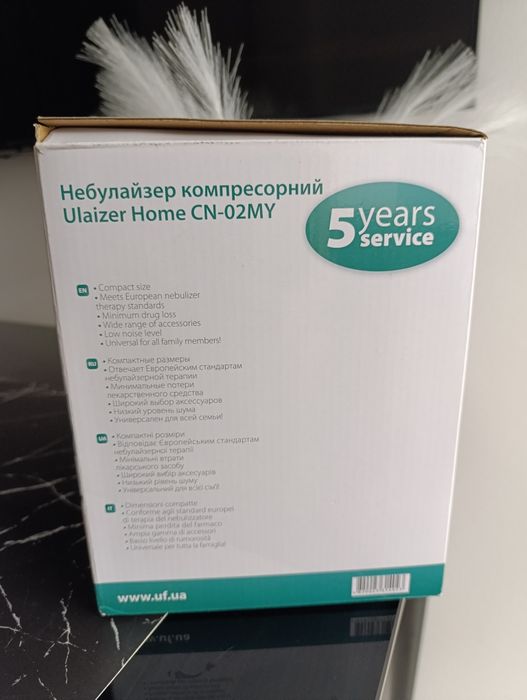 Небулайзер компресорний
Ulaizer Home CN-02MY
5 years
service
EN
• Compact size
• Meets European nebulizer
therapy standards
• Minimum drug loss
• Wide range of accessories
• Low noise level
• Universal for all family members!
RU
• Компактные размеры
• Отвечает Европейским стандартам
небулайзерной терапии
• Минимальные потери
лекарственного средства
• Широкий выбор аксессуаров
• Низкий уровень шума
• Универсален для всей семьи!
UA
• Компактні розміри
• Відповідає Європейським стандартам
небулайзерної терапії
• Мінімальні втрати
лікарського засобу
• Широкий вибір аксесуарів
• Низький рівень шуму
• Універсальний для всієї сім'ї!
IT
• Dimensioni compatte
• Conforme agli standard europei
di terapia del nebulizzatore
• Minima perdita del farmaco
• Ampia gamma di accessori
• Basso livello di rumorosità
• Universale per tutta la famiglia!
www.uf.ua